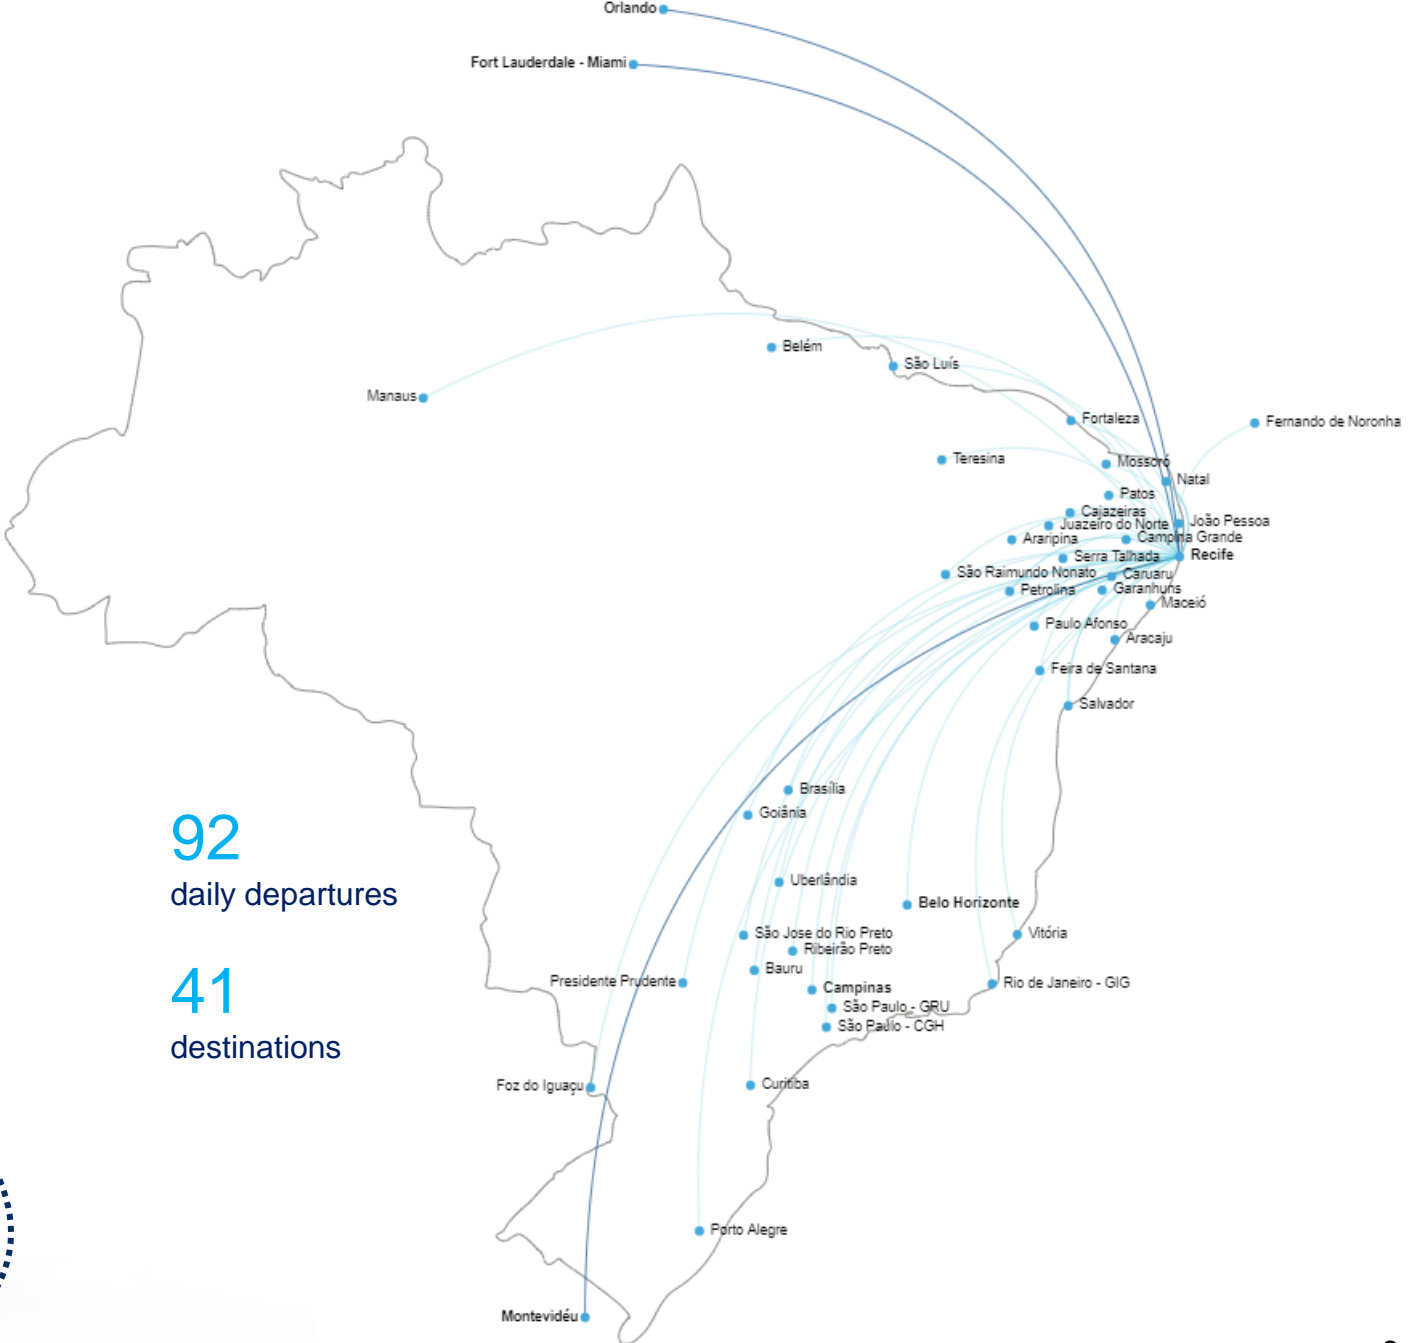 Orlando
Fort Lauderdale - Miami
Belém
São Luís
Manaus
Fortaleza
Fernando de Noronha
Teresina
Mossoró
Natal
Patos
Cajazeiras
João Pessoa
Juazeiro do Norte
Araripina
Campina Grande
Serra Talhada
Recife
São Raimundo Nonato
Caruaru
Petrolina
Garanhuns
Maceió
Paulo Afonso
Aracaju
Feira de Santana
Salvador
Brasília
Goiânia
92
daily departures
Uberlândia
Belo Horizonte
São Jose do Rio Preto
Vitória
Ribeirão Preto
Bauru
41
destinations
Presidente Prudente
Campinas
Rio de Janeiro - GIG
São Paulo - GRU
São Paulo - CGH
Foz do Iguaçu
Curitiba
Porto Alegre
Montevidéu